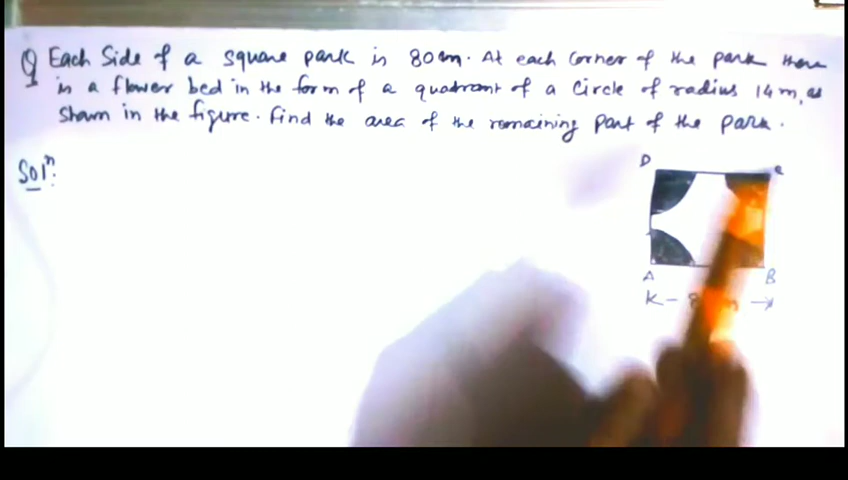 Q Each Side of a square park is 80m. At each corner of the park there
is a flower bed in the form of a quadrant of a circle of radius 14m, as
shown in the figure. Find the area of the remaining part of the park.
Solⁿ:
D
A B
K-